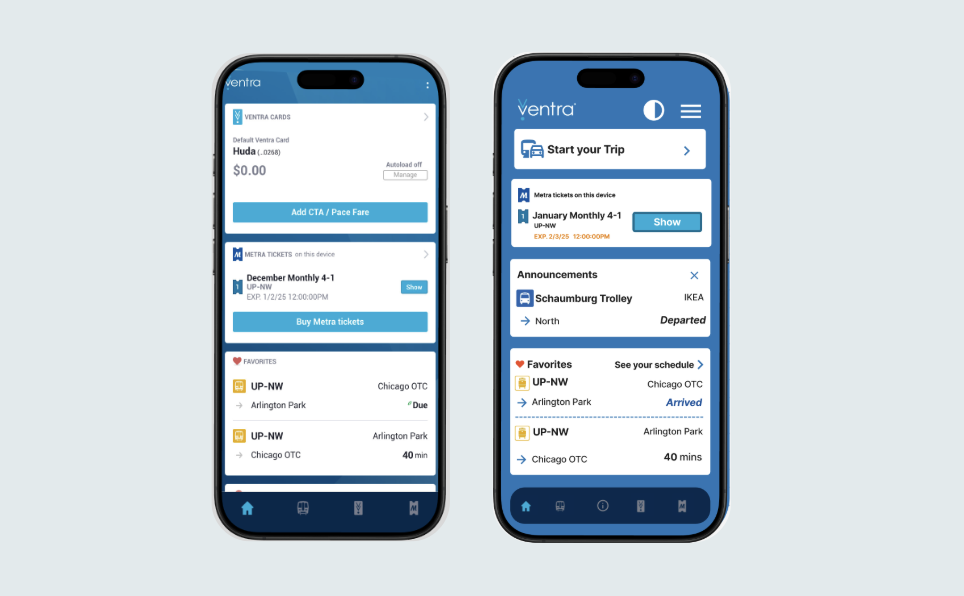 ventra
VENTRA CARDS
Default Ventra Card
Huda (..0268)
$0.00
Autoload off
Manage
Add CTA / Pace Fare
METRA TICKETS on this device
December Monthly 4-1
1
UP-NW
EXP. 1/2/25 12:00:00PM
Show
Buy Metra tickets
FAVORITES
UP-NW Chicago OTC
Arlington Park Due
UP-NW Arlington Park
Chicago OTC 40 min
ventra
Start your Trip
Metra tickets on this device
1
January Monthly 4-1
UP-NW
EXP. 2/3/25 12:00:00PM
Show
Announcements
Schaumburg Trolley IKEA
North Departed
Favorites See your schedule
UP-NW Chicago OTC
Arlington Park Arrived
UP-NW Arlington Park
Chicago OTC 40 mins